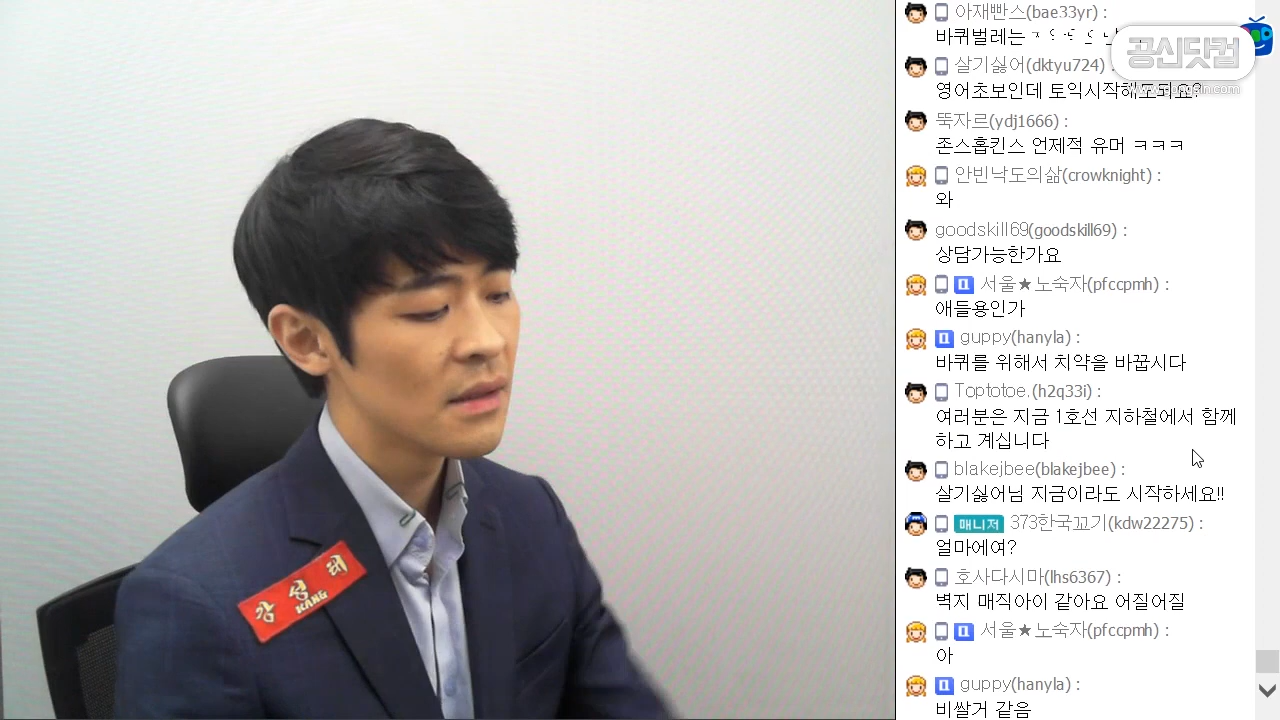 아재빤스(bae33yr) :
바퀴벌레는
공신닷컴
살기싫어(dktyu724) :
영어초보인데 토익시작해도되요?
뚝자르(ydj1666) :
존스홉킨스 언제적 유머 ㅋㅋㅋ
안빈낙도의삶(crowknight) :
와
goodskill69(goodskill69) :
상담가능한가요
서울★노숙자(pfccpmh) :
애들용인가
guppy(hanyla) :
바퀴를 위해서 치약을 바꿉시다
Toptotoe.(h2q33i) :
여러분은 지금 1호선 지하철에서 함께
하고 계십니다
blakejbee(blakejbee) :
살기싫어님 지금이라도 시작하세요!!
매니저 373한국꼬기(kdw22275) :
얼마에여?
호사다시마(lhs6367) :
벽지 매직아이 같아요 어질어질
서울★노숙자(pfccpmh) :
아
guppy(hanyla) :
비쌀거 같음
강성태
KANG